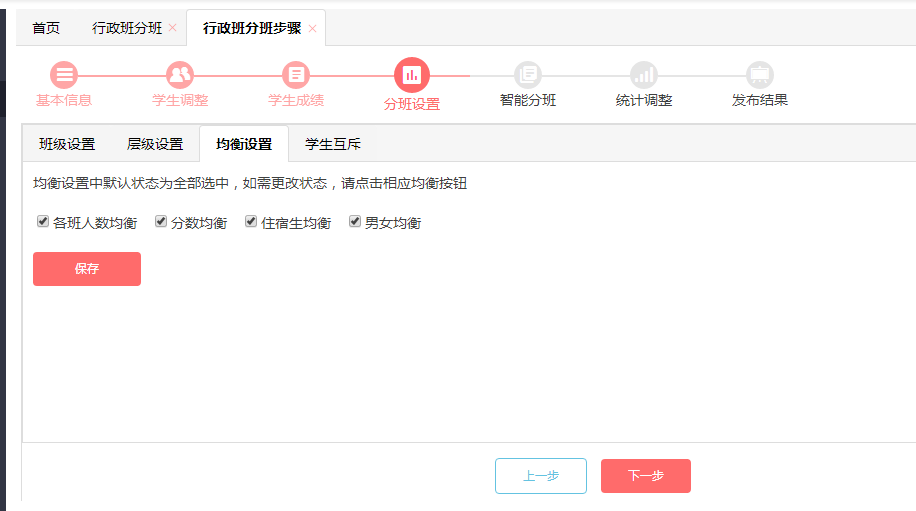 首页 行政班分班 × 行政班分班步骤 ×
基本信息 学生调整 学生成绩 分班设置 智能分班 统计调整 发布结果
班级设置 层级设置 均衡设置 学生互斥
均衡设置中默认状态为全部选中，如需更改状态，请点击相应均衡按钮
各班人数均衡 分数均衡 住宿生均衡 男女均衡
保存
上一步 下一步